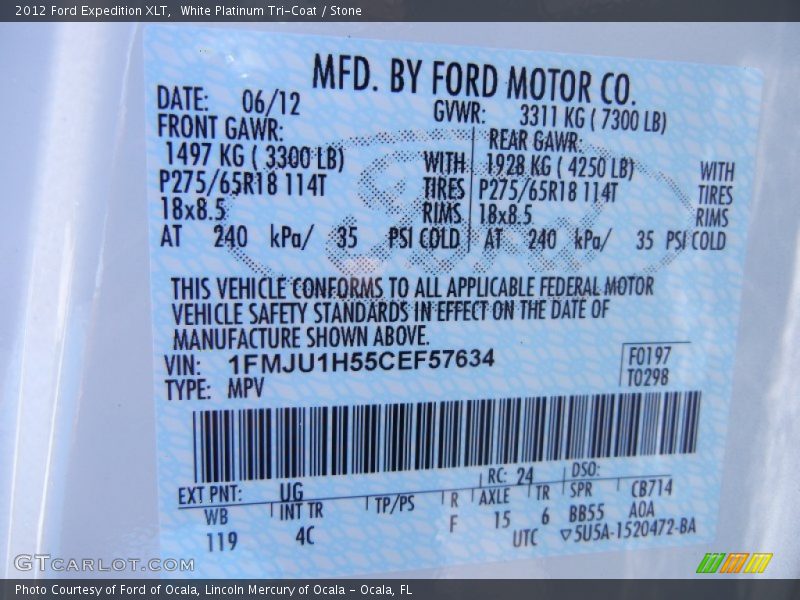 2012 Ford Expedition XLT, White Platinum Tri-Coat / Stone
MFD. BY FORD MOTOR CO.
DATE: 06/12 GVWR: 3311 KG ( 7300 LB)
FRONT GAWR: REAR GAWR:
1497 KG ( 3300 LB) WITH 1928 KG ( 4250 LB) WITH
P275/65R18 114T TIRES P275/65R18 114T TIRES
18x8.5 RIMS 18x8.5 RIMS
AT 240 kPa/ 35 PSI COLD AT 240 kPa/ 35 PSI COLD
THIS VEHICLE CONFORMS TO ALL APPLICABLE FEDERAL MOTOR
VEHICLE SAFETY STANDARDS IN EFFECT ON THE DATE OF
MANUFACTURE SHOWN ABOVE.
VIN: 1FMJU1H55CEF57634 F0197
TYPE: MPV T0298
EXT PNT: UG RC: 24 DSO:
WB INT TR TP/PS R AXLE TR SPR CB714
119 4C F 15 6 BB55 A0A
UTC ▽5U5A-1520472-BA
GTCARLOT.COM
Photo Courtesy of Ford of Ocala, Lincoln Mercury of Ocala - Ocala, FL